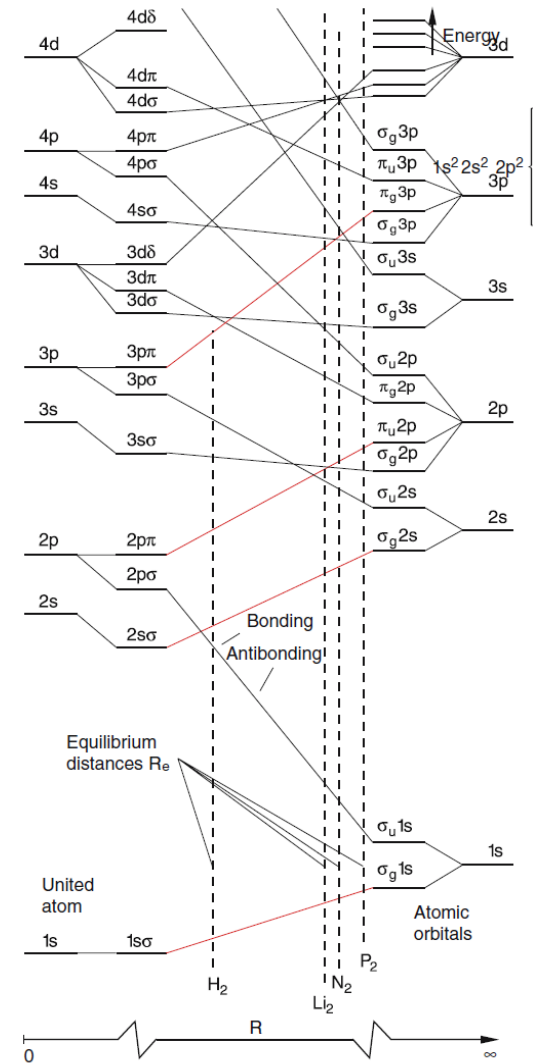 4dδ
4d
Energy
3d
4dπ
4dσ
4p
4pπ
σg3p
4pσ
πu3p
1s² 2s² 2p²
4s
3p
πg3p
4sσ
σg3p
3d
3dδ
σu3s
3dπ
3s
3dσ
σg3s
3p
3pπ
σu2p
3pσ
πg2p
3s
2p
πu2p
3sσ
σg2p
σu2s
2s
2p
2pπ
σg2s
2pσ
2s
Bonding
2sσ
Antibonding
Equilibrium
distances Re
σu1s
1s
σg1s
United
atom
Atomic
orbitals
1s
1sσ
P₂
H₂
N₂
Li₂
R
0
∞